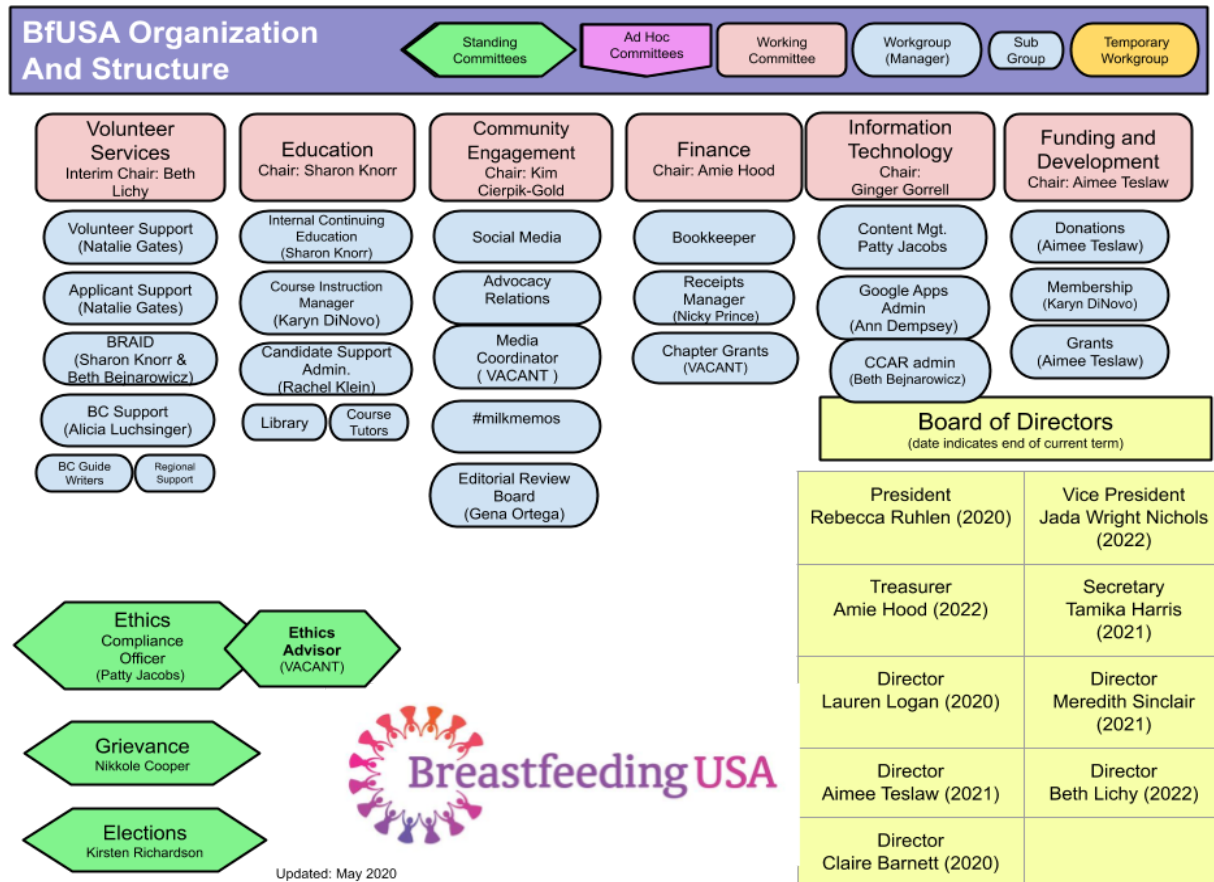 BfUSA Organization
And Structure
Standing
Committees
Ad Hoc
Committees
Working
Committee
Workgroup
(Manager)
Sub
Group
Temporary
Workgroup
Volunteer
Services
Interim Chair: Beth
Lichy
Volunteer Support
(Natalie Gates)
Applicant Support
(Natalie Gates)
BRAID
(Sharon Knorr &
Beth Bejnarowicz)
BC Support
(Alicia Luchsinger)
BC Guide
Writers
Regional
Support
Education
Chair: Sharon Knorr
Internal Continuing
Education
(Sharon Knorr)
Course Instruction
Manager
(Karyn DiNovo)
Candidate Support
Admin.
(Rachel Klein)
Library
Course
Tutors
Community
Engagement
Chair: Kim
Cierpik-Gold
Social Media
Advocacy
Relations
Media
Coordinator
( VACANT )
#milkmemos
Editorial Review
Board
(Gena Ortega)
Finance
Chair: Amie Hood
Bookkeeper
Receipts
Manager
(Nicky Prince)
Chapter Grants
(VACANT)
Information
Technology
Chair:
Ginger Gorrell
Content Mgt.
Patty Jacobs
Google Apps
Admin
(Ann Dempsey)
CCAR admin
(Beth Bejnarowicz)
Funding and
Development
Chair: Aimee Teslaw
Donations
(Aimee Teslaw)
Membership
(Karyn DiNovo)
Grants
(Aimee Teslaw)
Board of Directors
(date indicates end of current term)
President
Rebecca Ruhlen (2020)
Vice President
Jada Wright Nichols
(2022)
Treasurer
Amie Hood (2022)
Secretary
Tamika Harris
(2021)
Director
Lauren Logan (2020)
Director
Meredith Sinclair
(2021)
Director
Aimee Teslaw (2021)
Director
Beth Lichy (2022)
Director
Claire Barnett (2020)
Ethics
Compliance
Officer
(Patty Jacobs)
Ethics
Advisor
(VACANT)
Grievance
Nikkole Cooper
Elections
Kirsten Richardson
Breastfeeding USA
Updated: May 2020